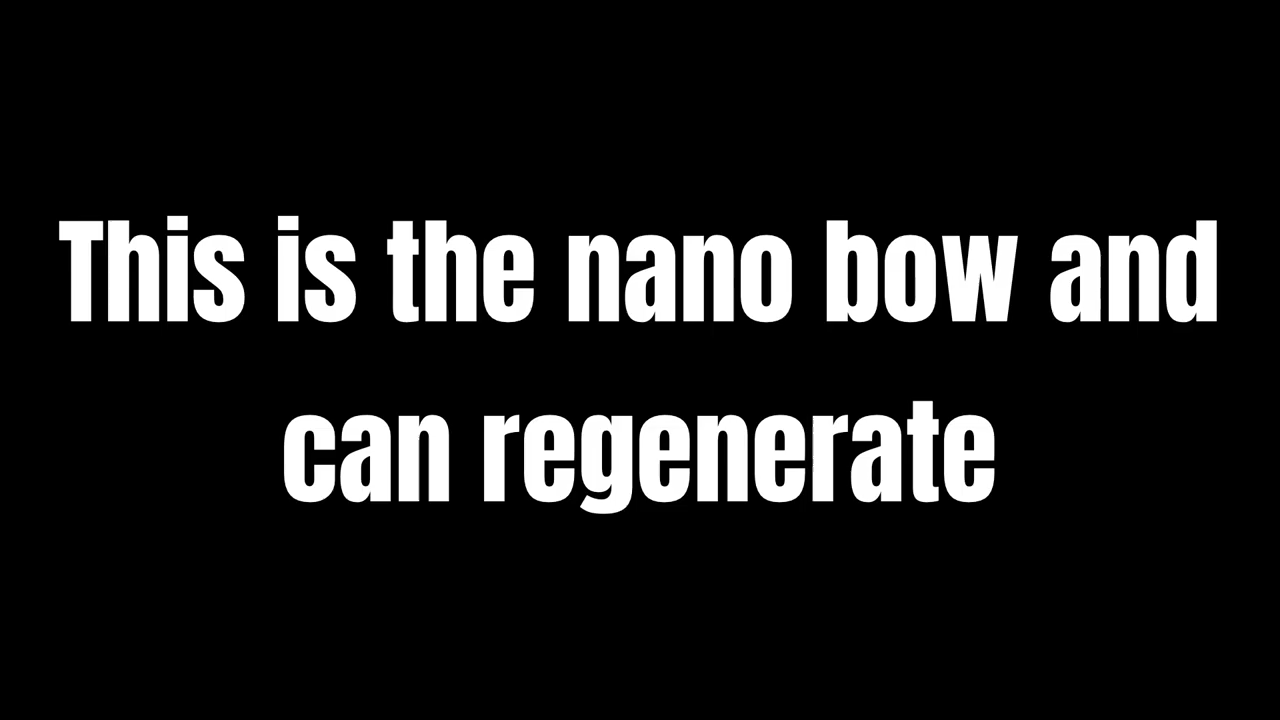 This is the nano bow and
can regenerate